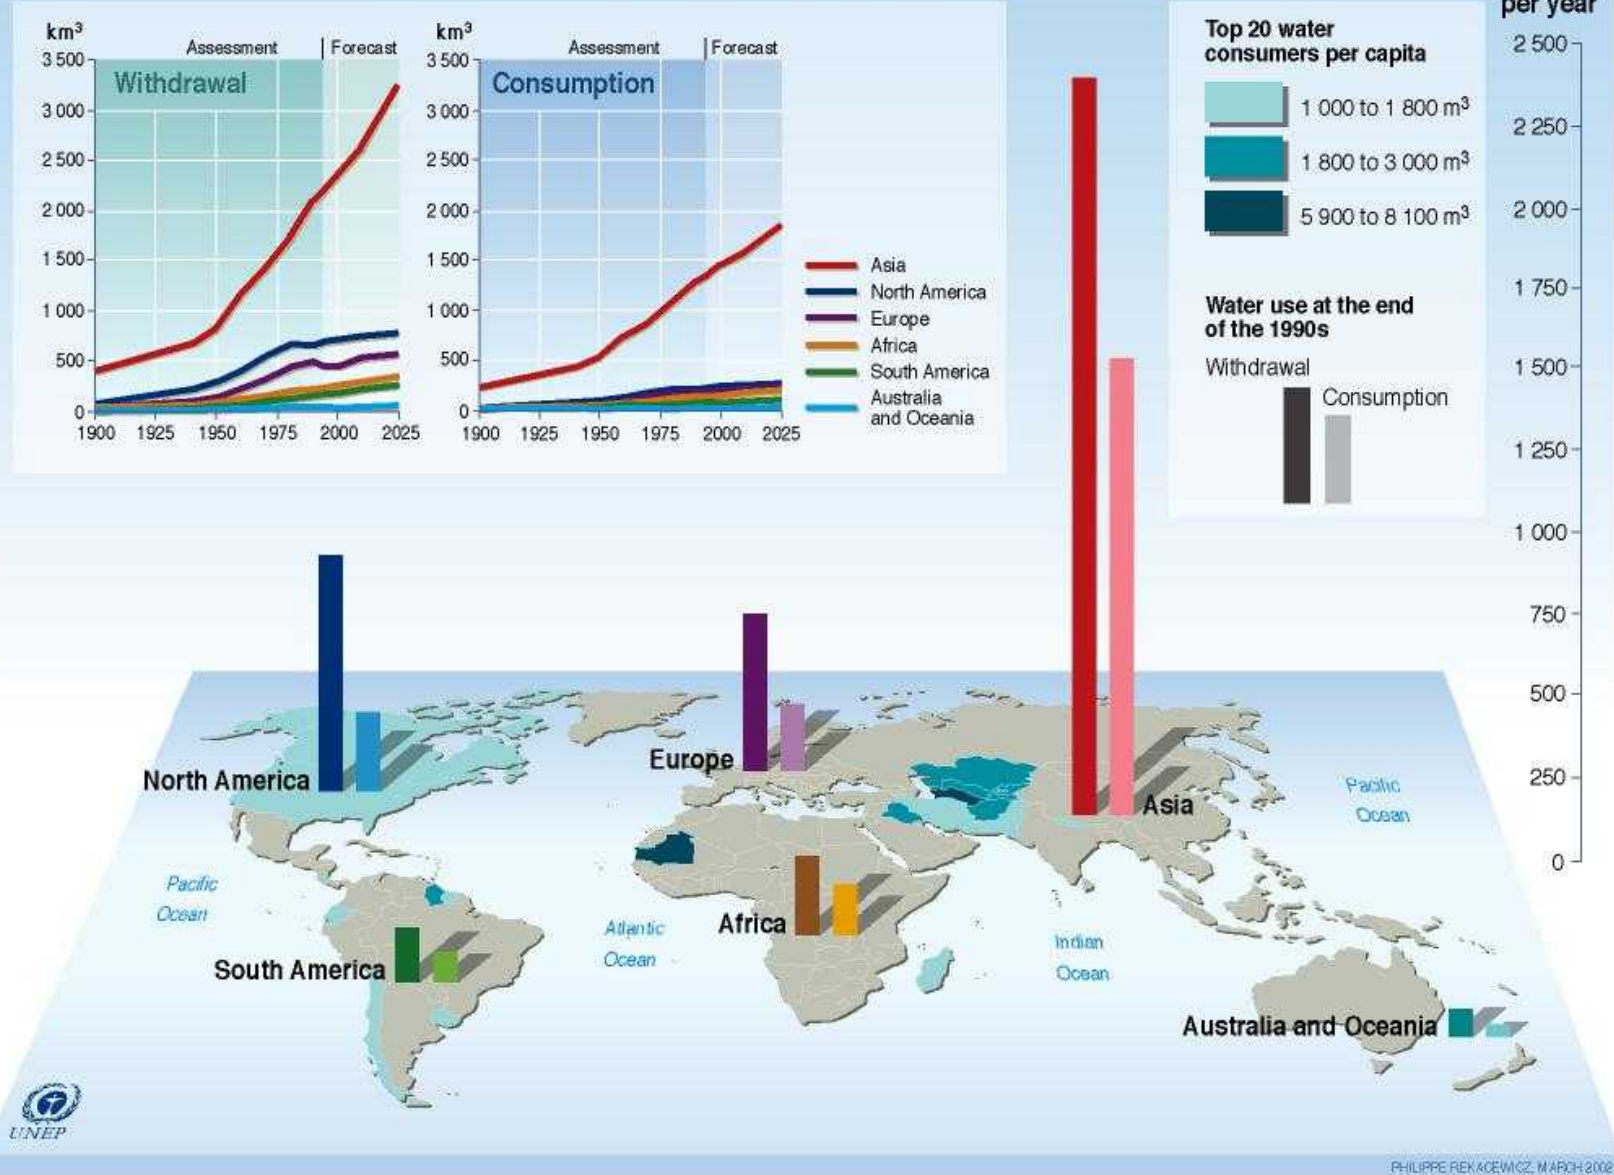 km³
Assessment
Forecast
Withdrawal
3 500
3 000
2 500
2 000
1 500
1 000
500
0
1900 1925 1950 1975 2000 2025
km³
Assessment
Forecast
Consumption
3 500
3 000
2 500
2 000
1 500
1 000
500
0
1900 1925 1950 1975 2000 2025
Asia
North America
Europe
Africa
South America
Australia
and Oceania
Top 20 water
consumers per capita
1 000 to 1 800 m³
1 800 to 3 000 m³
5 900 to 8 100 m³
Water use at the end
of the 1990s
Withdrawal
Consumption
per year
2 500
2 250
2 000
1 750
1 500
1 250
1 000
750
500
250
0
North America
Europe
Asia
Pacific
Ocean
Pacific
Ocean
Atlantic
Ocean
Africa
Indian
Ocean
South America
Australia and Oceania
UNEP
PHILIPPE REKACEWICZ, MARCH